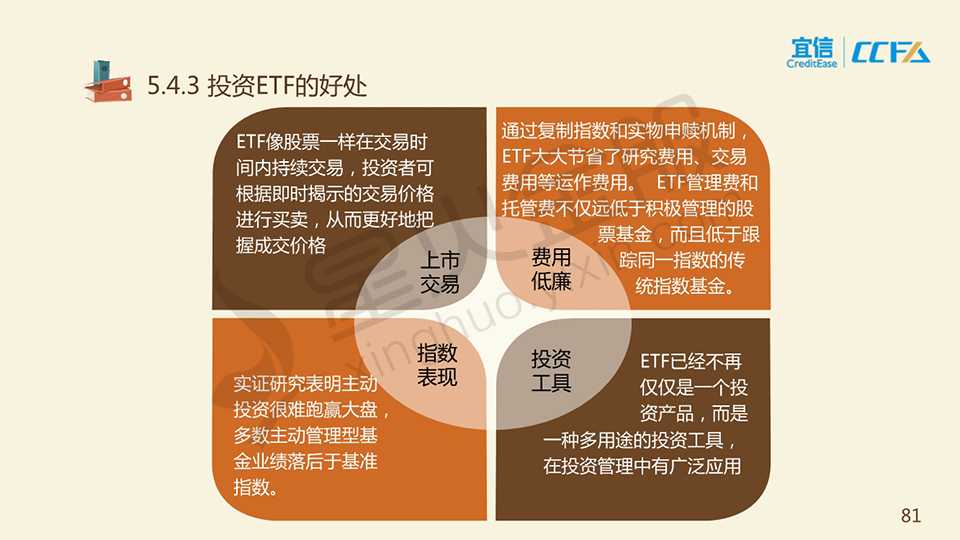 宜信
CreditEase
CCFA
5.4.3 投资ETF的好处
ETF像股票一样在交易时
间内持续交易，投资者可
根据即时揭示的交易价格
进行买卖，从而更好地把
握成交价格
上市
交易
通过复制指数和实物申赎机制，
ETF大大节省了研究费用、交易
费用等运作费用。 ETF管理费和
托管费不仅远低于积极管理的股
票基金，而且低于跟
踪同一指数的传
统指数基金。
费用
低廉
指数
表现
实证研究表明主动
投资很难跑赢大盘，
多数主动管理型基
金业绩落后于基准
指数。
投资
工具
ETF已经不再
仅仅是一个投
资产品，而是
一种多用途的投资工具，
在投资管理中有广泛应用
81